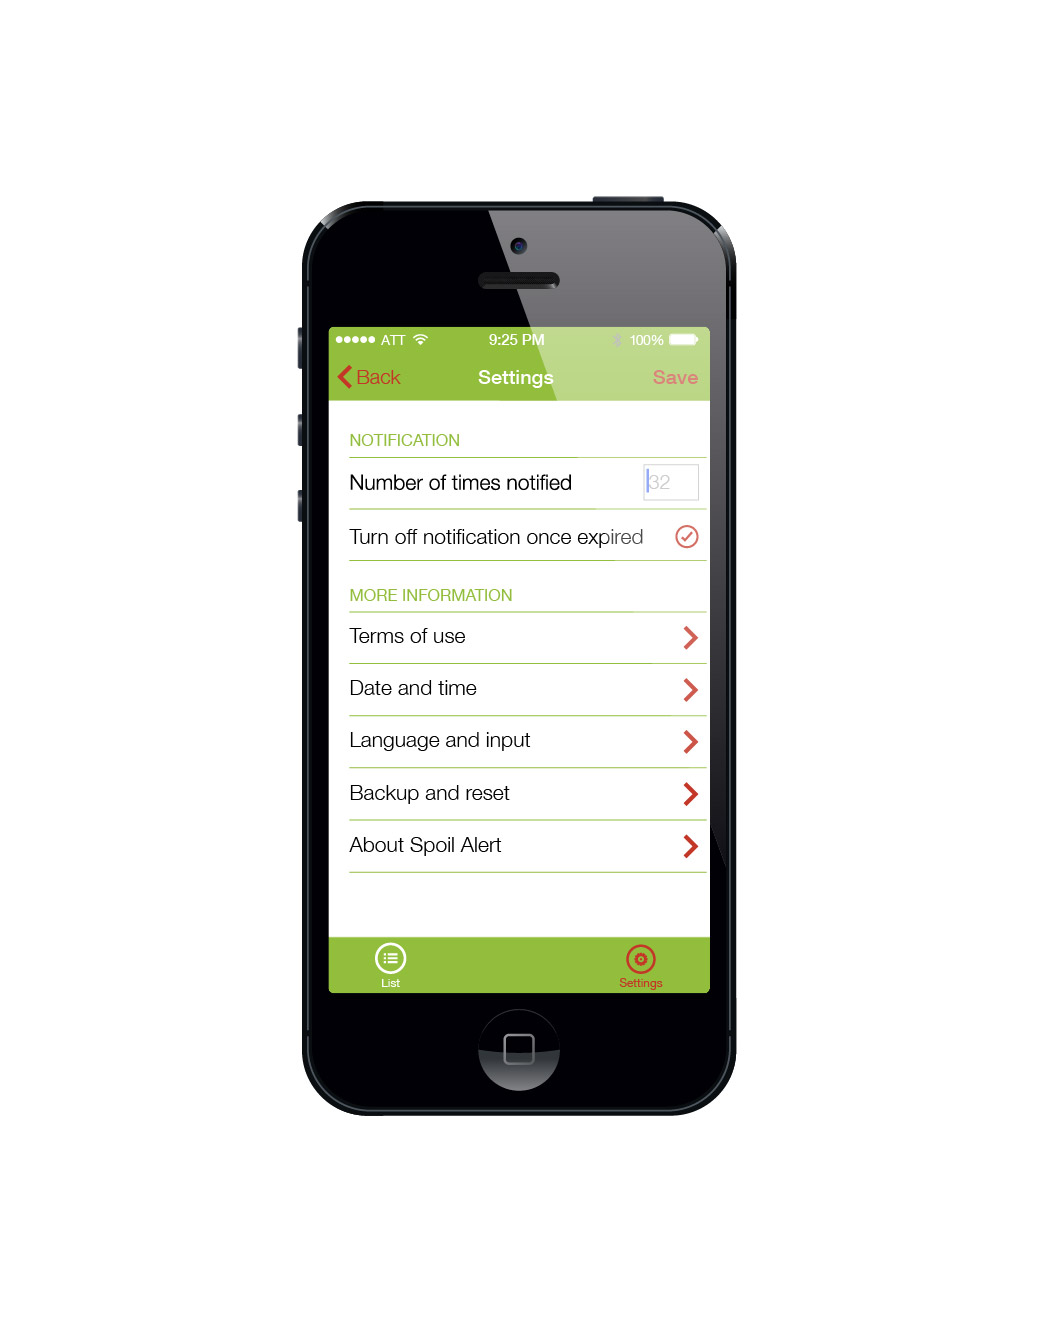 ATT 9:25 PM 100%
Back Settings Save
NOTIFICATION
Number of times notified 32
Turn off notification once expired
MORE INFORMATION
Terms of use
Date and time
Language and input
Backup and reset
About Spoil Alert
List Settings